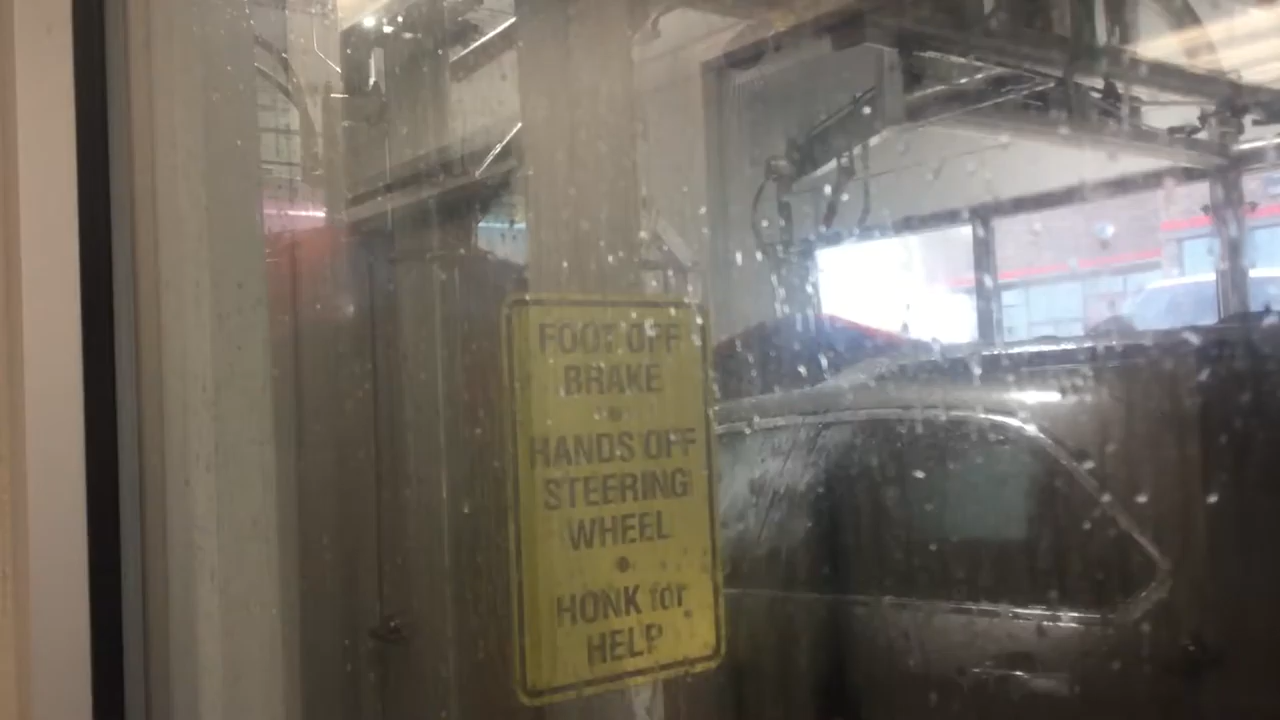 FOOT OFF
BRAKE
HANDS OFF
STEERING
WHEEL
HONK for
HELP